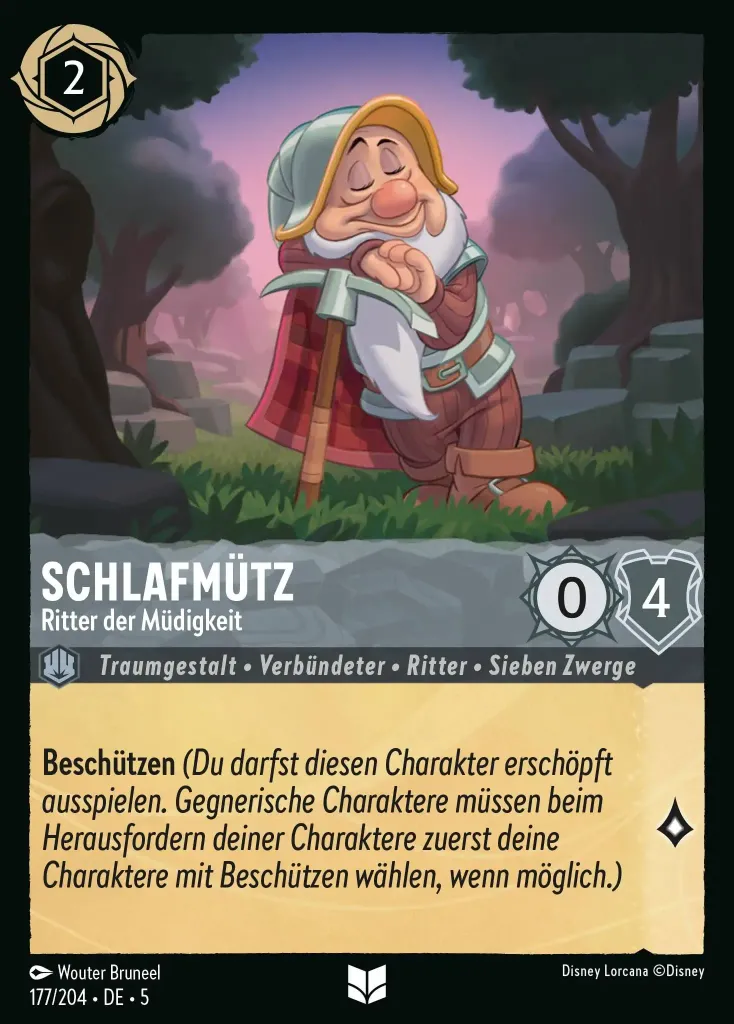 2
SCHLAFMÜTZ
Ritter der Müdigkeit
0
4
Traumgestalt • Verbündeter • Ritter • Sieben Zwerge
Beschützen (Du darfst diesen Charakter erschöpft
ausspielen. Gegnerische Charaktere müssen beim
Herausfordern deiner Charaktere zuerst deine
Charaktere mit Beschützen wählen, wenn möglich.)
Wouter Bruneel
Disney Lorcana ©Disney
177/204 • DE • 5